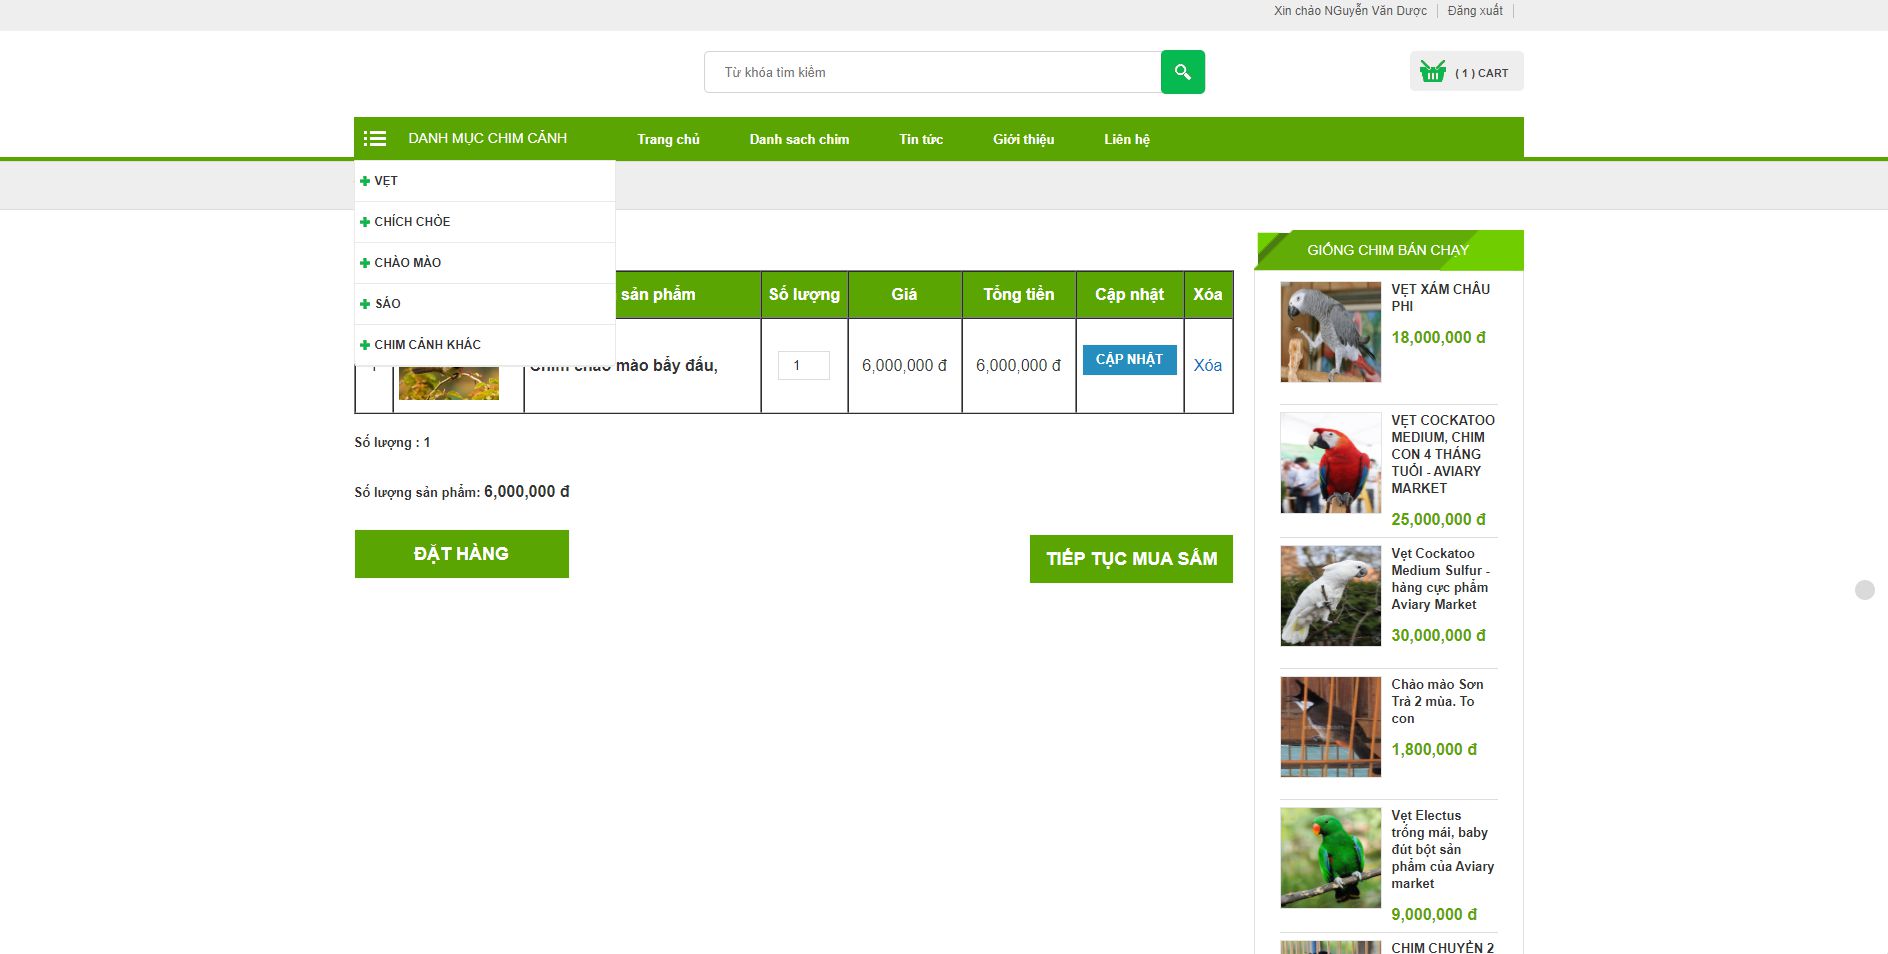 Xin chào NGuyễn Văn Dược
Đăng xuất
Từ khóa tìm kiếm
( 1 ) CART
DANH MỤC CHIM CẢNH
Trang chủ
Danh sach chim
Tin tức
Giới thiệu
Liên hệ
VẸT
CHÍCH CHÒE
CHÀO MÀO
SÁO
CHIM CẢNH KHÁC
sản phẩm
Số lượng
Giá
Tổng tiền
Cập nhật
Xóa
Chim chào mào bẫy đấu,
1
6,000,000 đ
6,000,000 đ
CẬP NHẬT
Xóa
Số lượng : 1
Số lượng sản phẩm: 6,000,000 đ
ĐẶT HÀNG
TIẾP TỤC MUA SẮM
GIỐNG CHIM BÁN CHẠY
VẸT XÁM CHÂU
PHI
18,000,000 đ
VẸT COCKATOO
MEDIUM, CHIM
CON 4 THÁNG
TUỔI - AVIARY
MARKET
25,000,000 đ
Vẹt Cockatoo
Medium Sulfur -
hàng cực phẩm
Aviary Market
30,000,000 đ
Chào mào Sơn
Trà 2 mùa. To
con
1,800,000 đ
Vẹt Electus
trống mái, baby
đút bột sản
phẩm của Aviary
market
9,000,000 đ
CHIM CHUYỀN 2